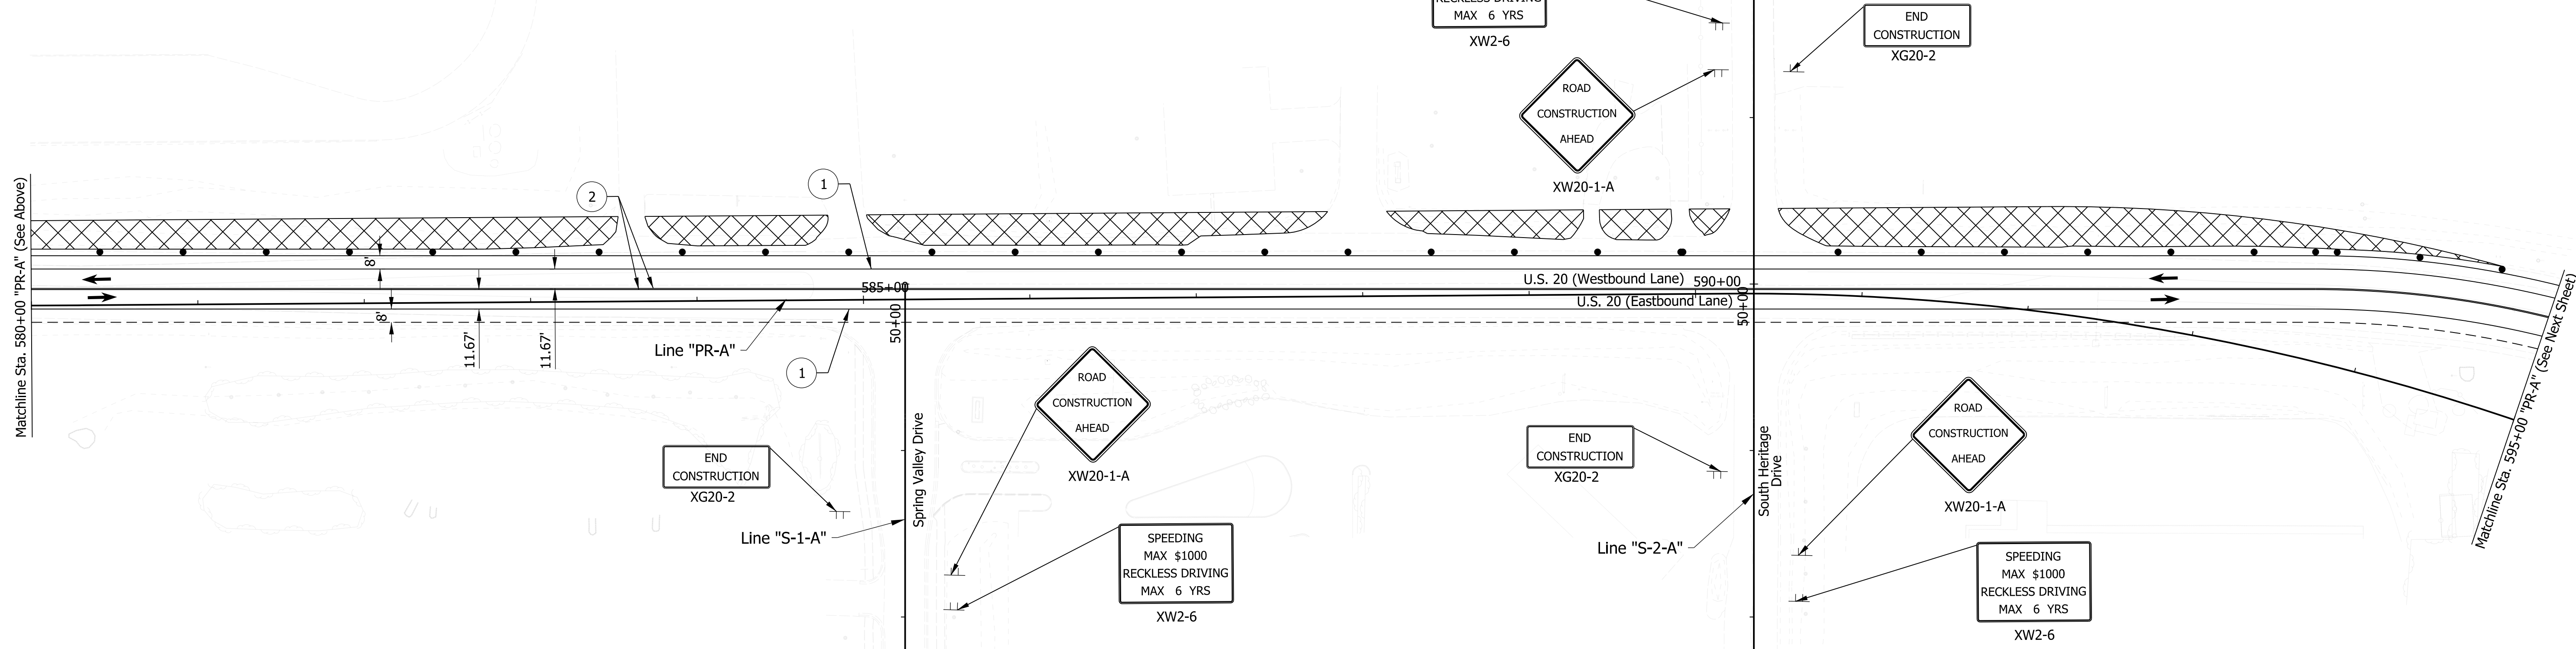 RECKLESS DRIVING
MAX 6 YRS
XW2-6
END
CONSTRUCTION
XG20-2
ROAD
CONSTRUCTION
AHEAD
XW20-1-A
Matchline Sta. 580+00 "PR-A" (See Above)
2
1
8'
8'
11.67'
11.67'
585+00
50+00
U.S. 20 (Westbound Lane)
590+00
U.S. 20 (Eastbound Lane)
50+00
Line "PR-A"
1
END
CONSTRUCTION
XG20-2
Line "S-1-A"
Spring Valley Drive
ROAD
CONSTRUCTION
AHEAD
XW20-1-A
SPEEDING
MAX $1000
RECKLESS DRIVING
MAX 6 YRS
XW2-6
END
CONSTRUCTION
XG20-2
Line "S-2-A"
South Heritage
Drive
ROAD
CONSTRUCTION
AHEAD
XW20-1-A
SPEEDING
MAX $1000
RECKLESS DRIVING
MAX 6 YRS
XW2-6
Matchline Sta. 595+00 "PR-A" (See Next Sheet)